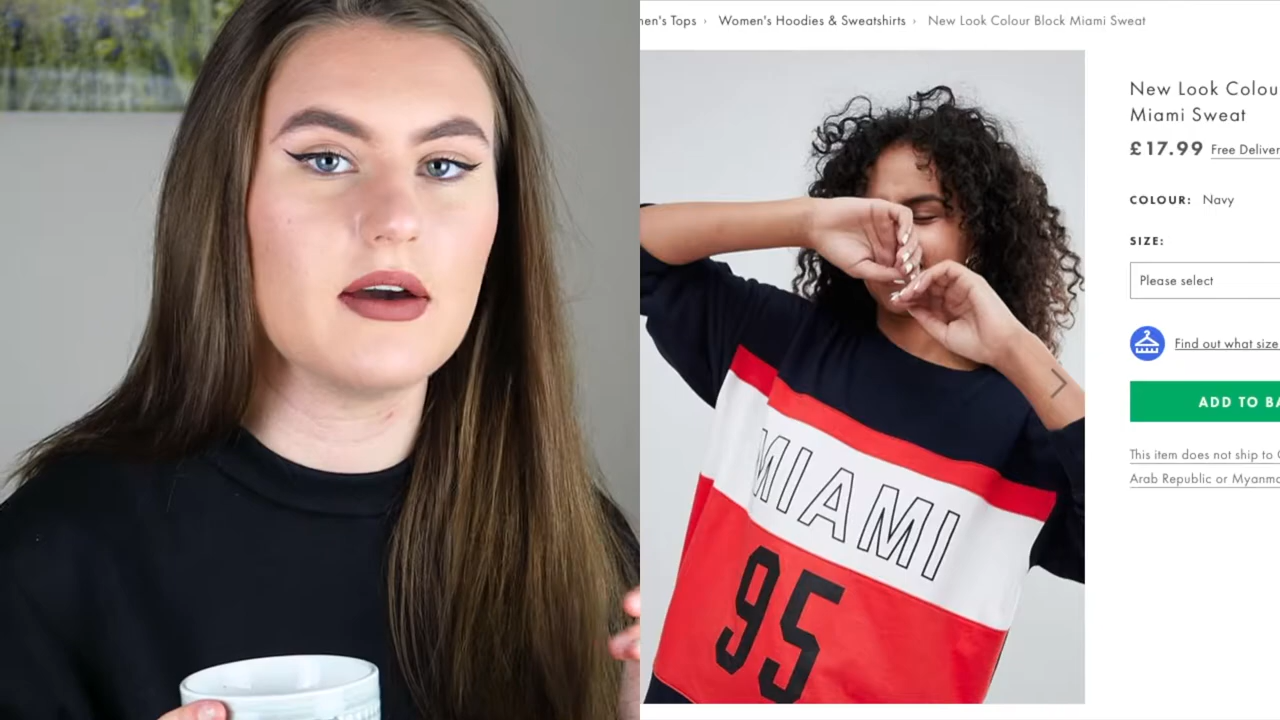 nen's Tops › Women's Hoodies & Sweatshirts › New Look Colour Block Miami Sweat
New Look Colou
Miami Sweat
£17.99 Free Deliver
COLOUR: Navy
SIZE:
Please select
Find out what size
ADD TO BA
This item does not ship to
Arab Republic or Myanma
MIAMI
95